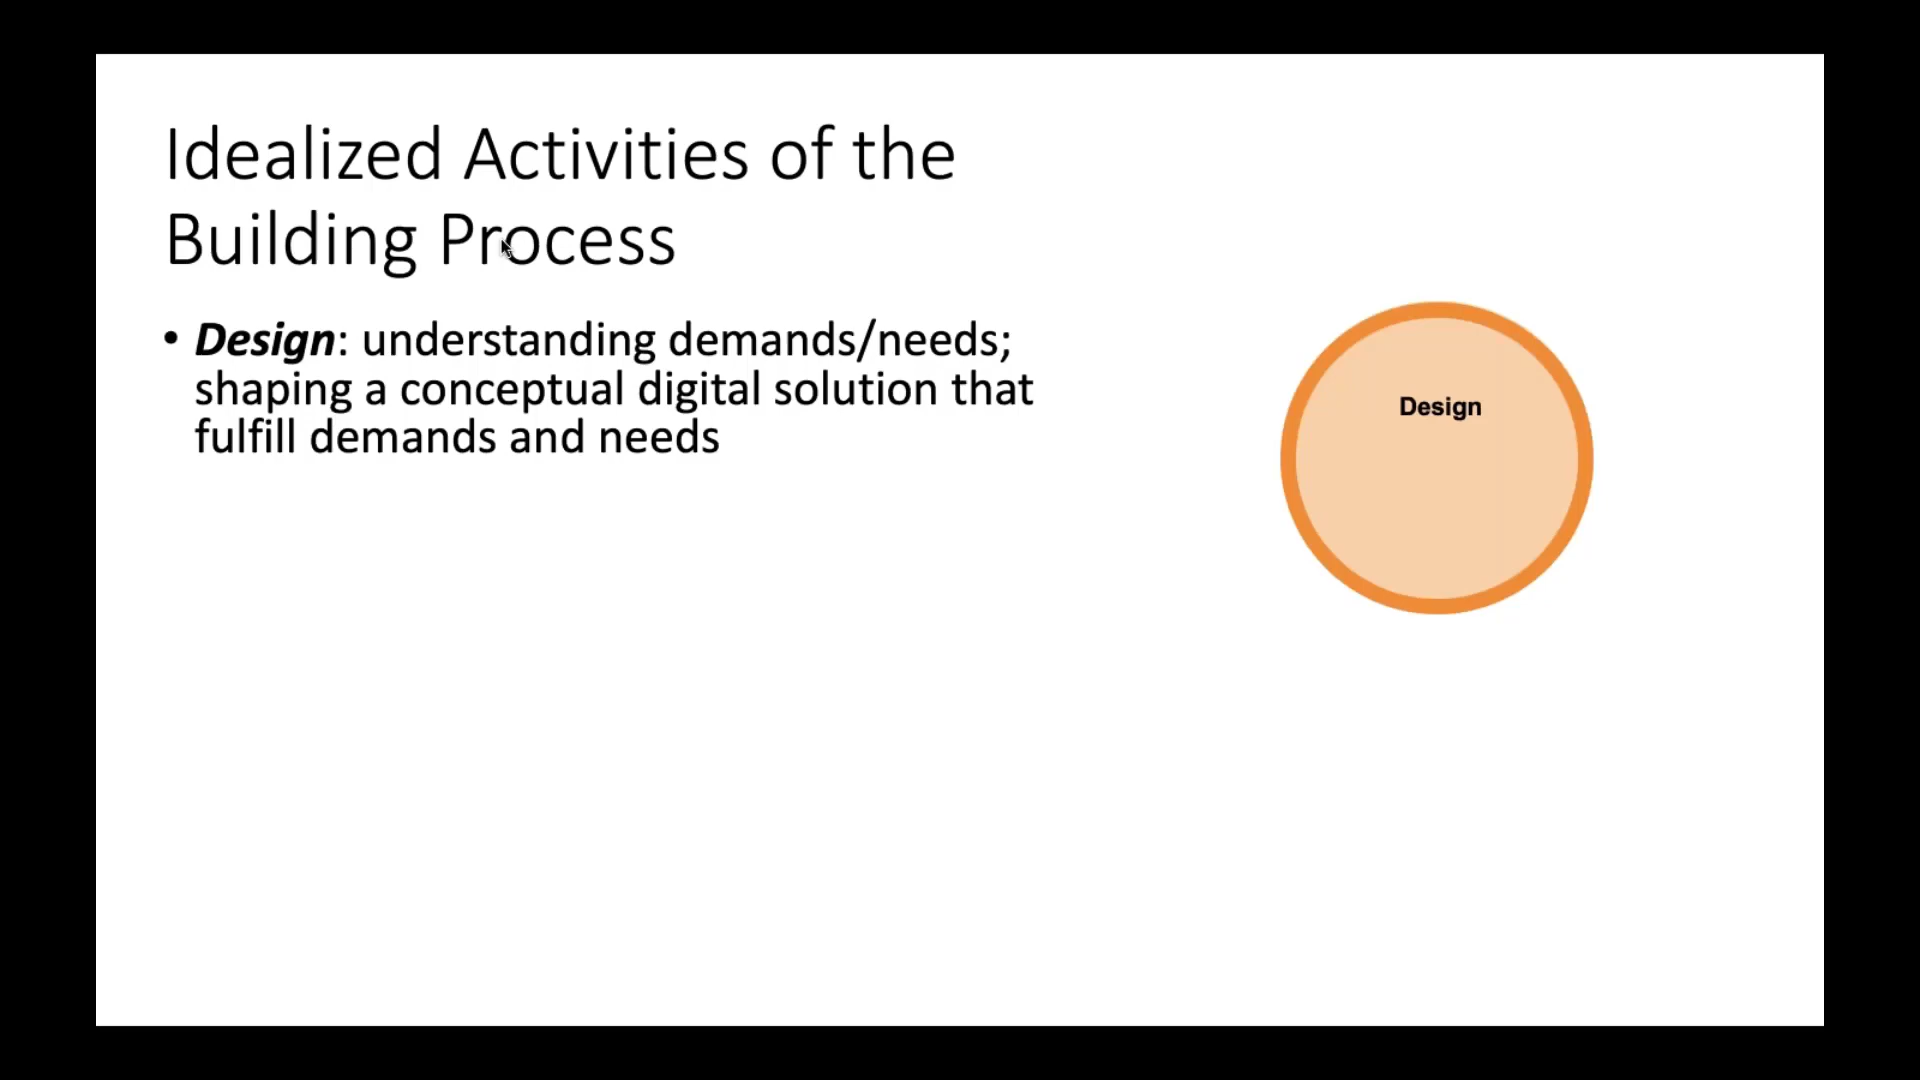 Idealized Activities of the
Building Process
• Design: understanding demands/needs;
shaping a conceptual digital solution that
fulfill demands and needs
Design